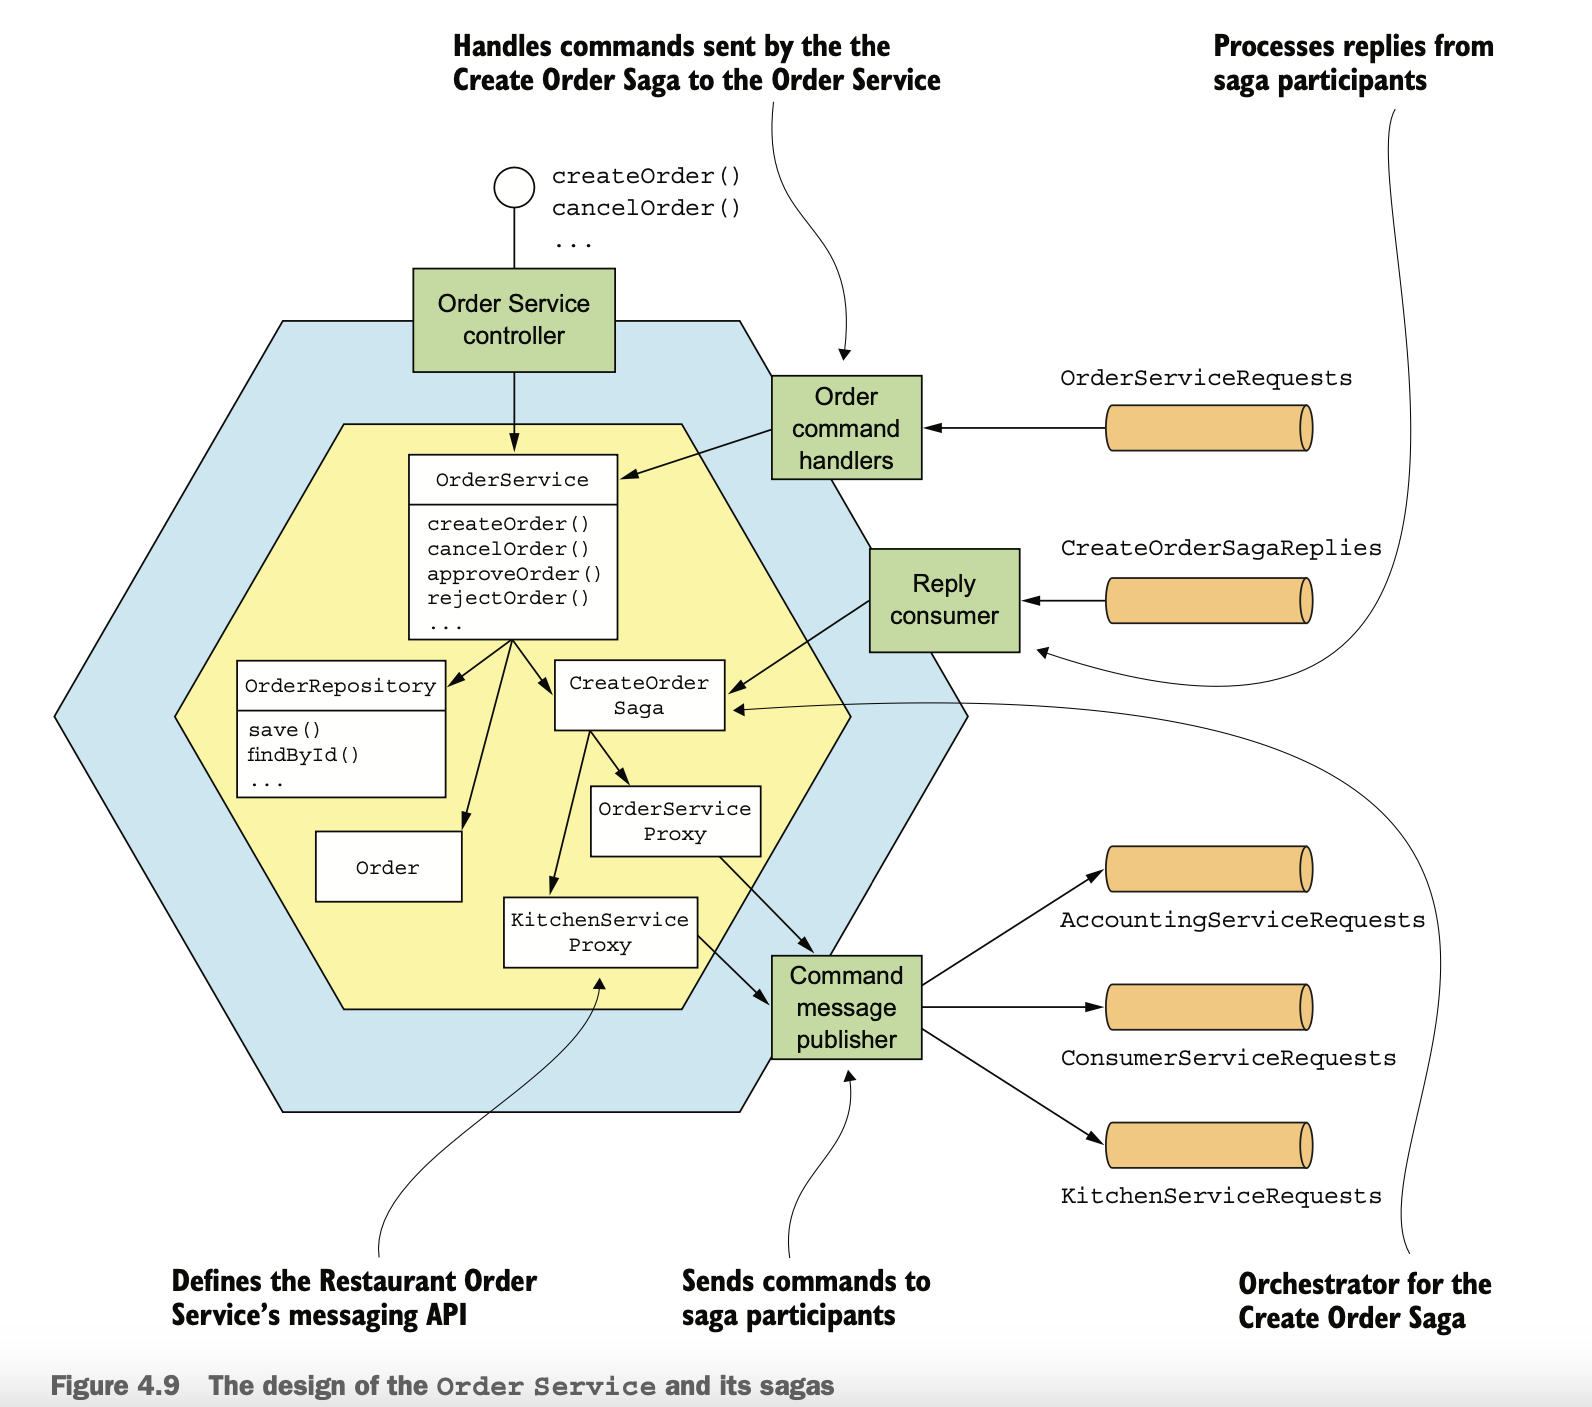 Handles commands sent by the the
Create Order Saga to the Order Service
Processes replies from
saga participants
createOrder()
cancelOrder()
...
Order Service
controller
Order
command
handlers
OrderServiceRequests
OrderService
createOrder()
cancelOrder()
approveOrder()
rejectOrder()
...
Reply
consumer
CreateOrderSagaReplies
OrderRepository
save()
findById()
...
CreateOrder
Saga
OrderService
Proxy
Order
KitchenService
Proxy
Command
message
publisher
AccountingServiceRequests
ConsumerServiceRequests
KitchenServiceRequests
Defines the Restaurant Order
Service’s messaging API
Sends commands to
saga participants
Orchestrator for the
Create Order Saga
Figure 4.9 The design of the Order Service and its sagas